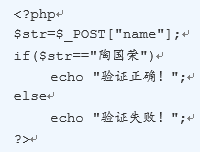 <?php↵
$str=$_POST["name"];↵
if($str=="陶国荣")↵
    echo "验证正确！";↵
else↵
    echo "验证失败！";↵
?>↵